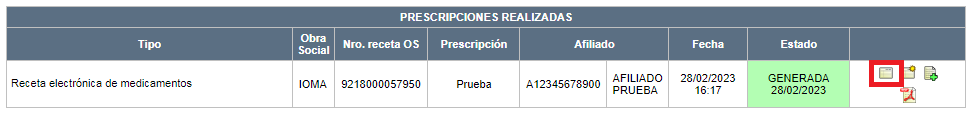 PRESCRIPCIONES REALIZADAS
Tipo
Obra
Social
Nro. receta OS
Prescripción
Afiliado
Fecha
Estado
Receta electrónica de medicamentos
IOMA
9218000057950
Prueba
A12345678900
AFILIADO
PRUEBA
28/02/2023
16:17
GENERADA
28/02/2023